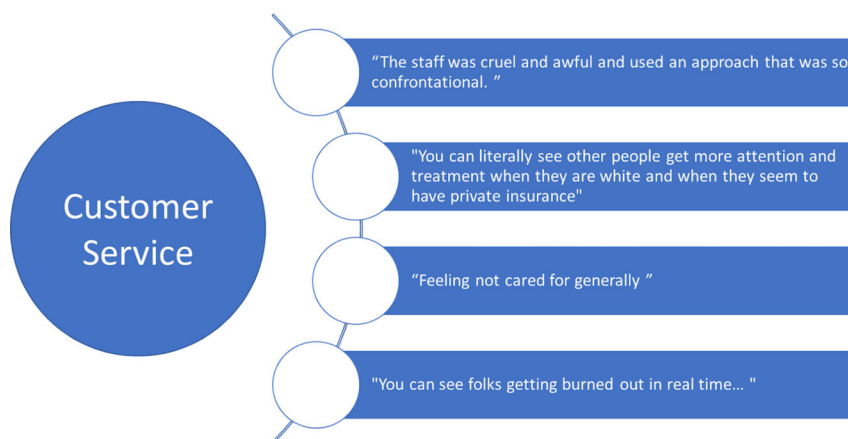 Customer
Service
“The staff was cruel and awful and used an approach that was so
confrontational. ”
"You can literally see other people get more attention and
treatment when they are white and when they seem to
have private insurance"
“Feeling not cared for generally ”
"You can see folks getting burned out in real time… "